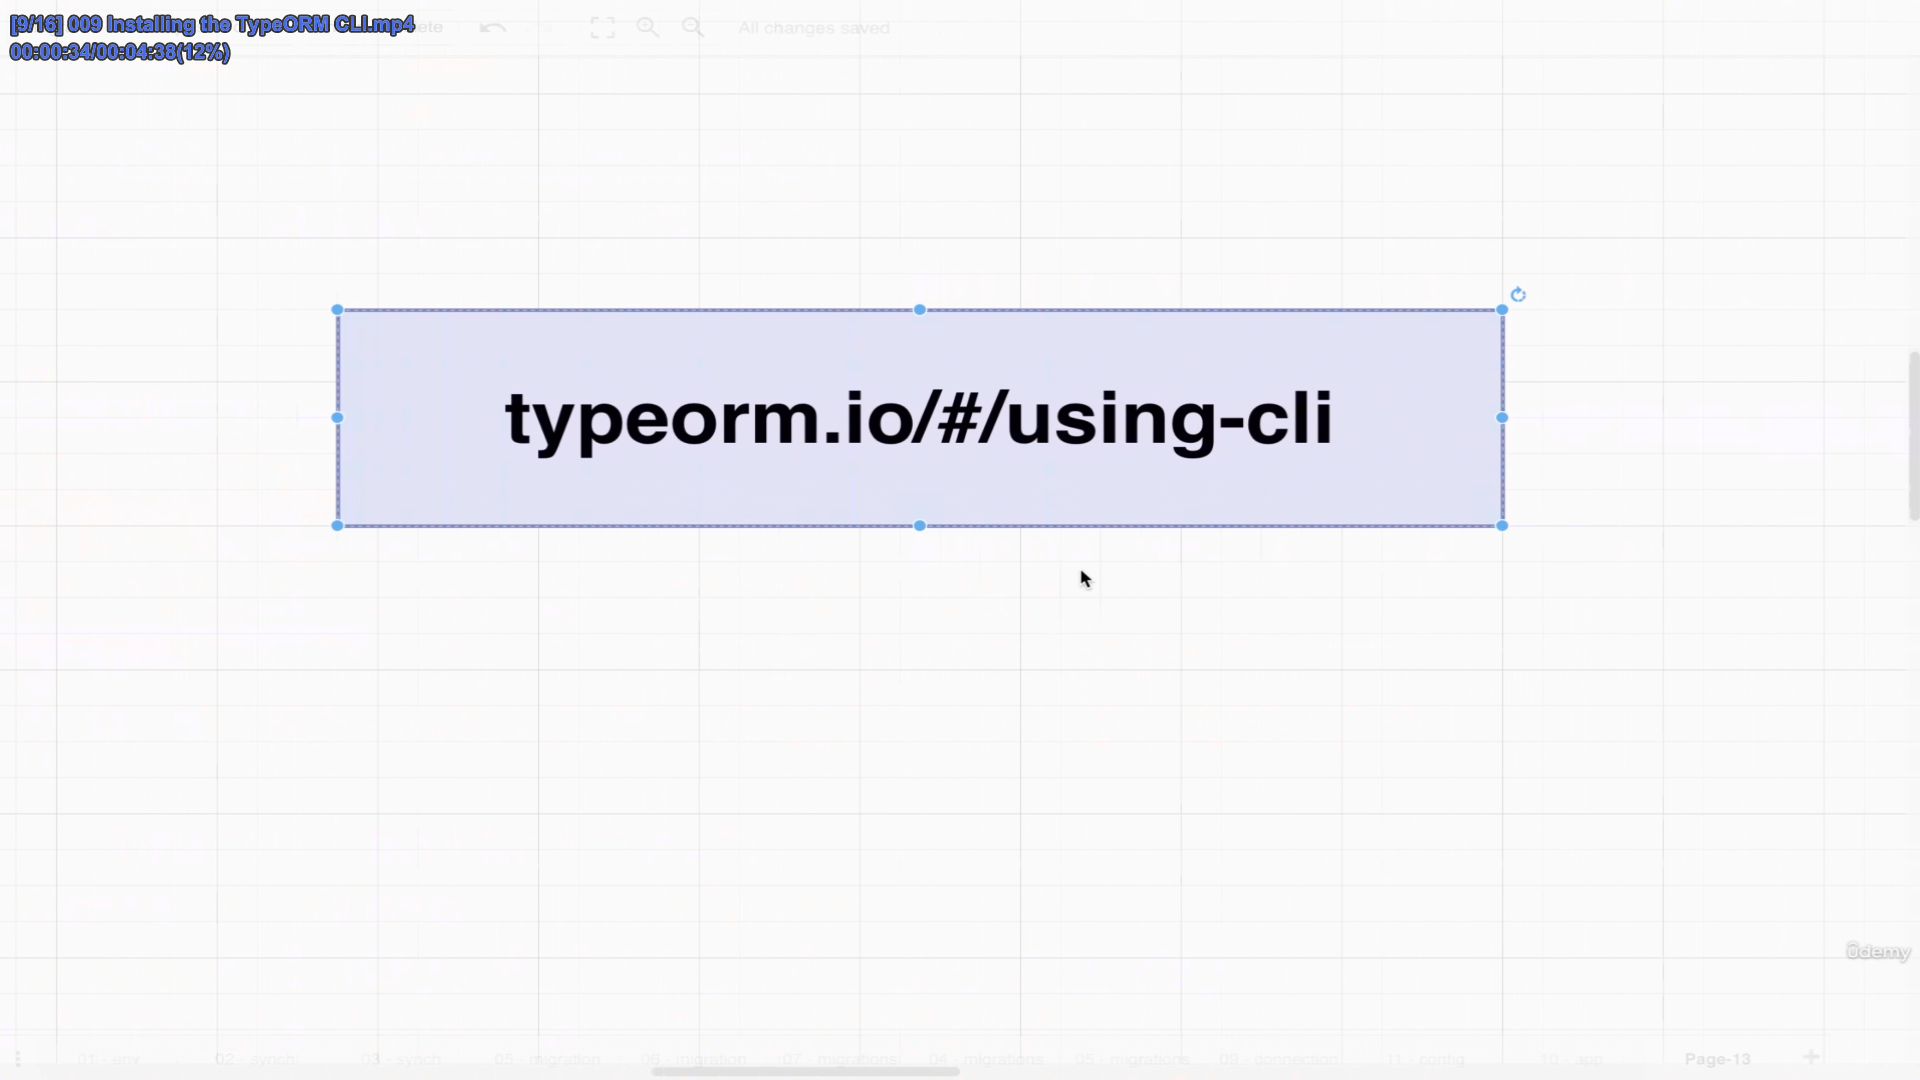 [9/16] 009 Installing the TypeORM CLI.mp4
00:00:34/00:04:38(12%)
ete
All changes saved
typeorm.io/#/using-cli
ûdemy
01 - env
02 - synch
03 - synch
05 - migration
06 - migration
07 - migrations
04 - migrations
05 - migrations
09 - connection
11 - config
10 - app
Page-13